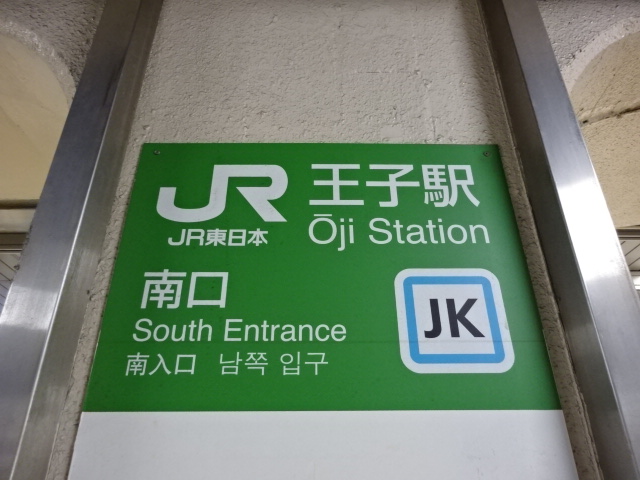 JR 王子駅
JR東日本 Ōji Station
南口
South Entrance
南入口 남쪽 입구
JK